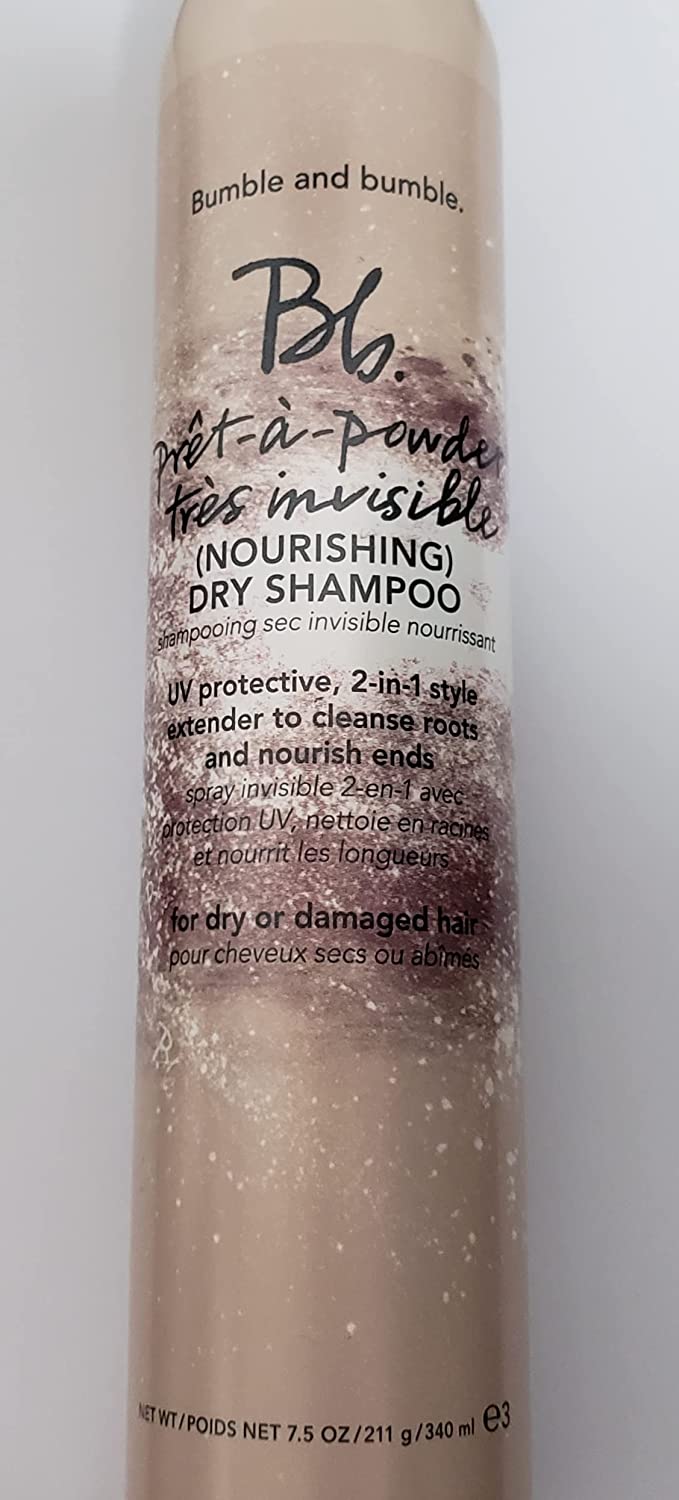 Bumble and bumble.
Bb.
Prêt-à-powder
très invisible
(NOURISHING)
DRY SHAMPOO
shampooing sec invisible nourrissant
UV protective, 2-in-1 style
extender to cleanse roots
and nourish ends
spray invisible 2-en-1 avec
protection UV, nettoie en racines
et nourrit les longueurs
for dry or damaged hair
pour cheveux secs ou abîmés
NET WT/POIDS NET 7.5 OZ/211 g/340 ml e3